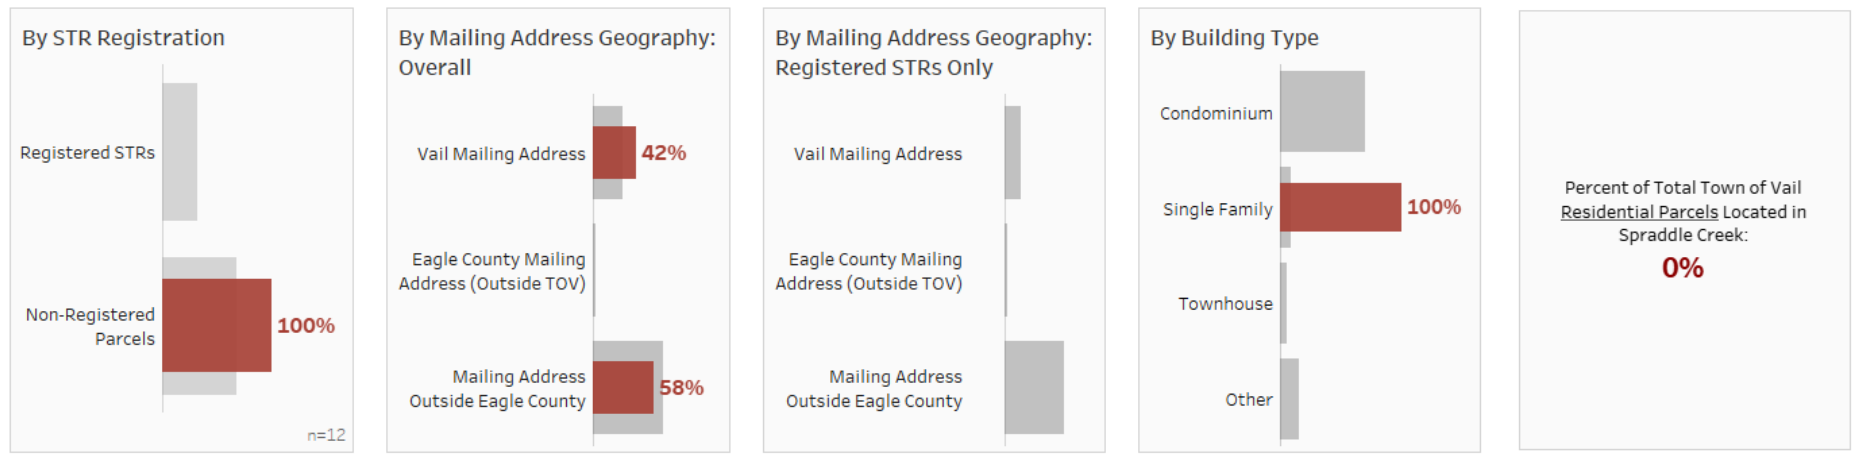 By STR Registration
Registered STRs
Non-Registered
Parcels
100%
n=12
By Mailing Address Geography:
Overall
Vail Mailing Address
42%
Eagle County Mailing
Address (Outside TOV)
Mailing Address
Outside Eagle County
58%
By Mailing Address Geography:
Registered STRs Only
Vail Mailing Address
Eagle County Mailing
Address (Outside TOV)
Mailing Address
Outside Eagle County
By Building Type
Condominium
Single Family
100%
Townhouse
Other
Percent of Total Town of Vail
Residential Parcels Located in
Spraddle Creek:
0%